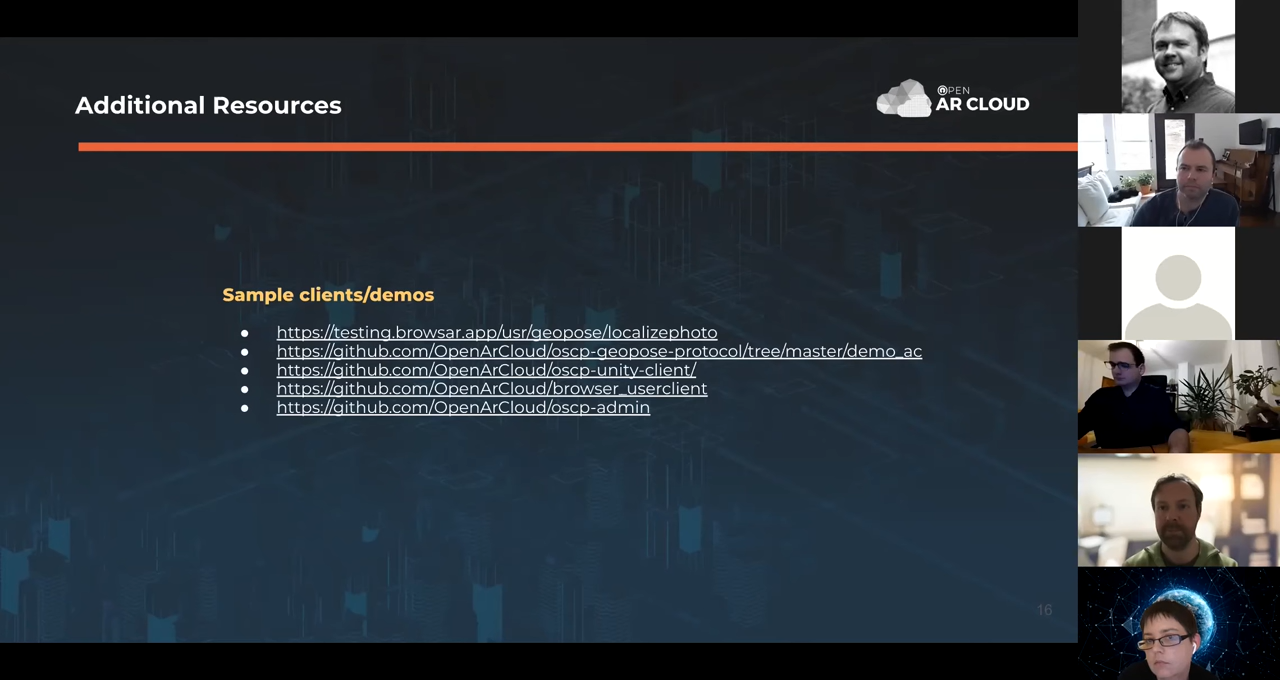 Additional Resources
OPEN
AR CLOUD
Sample clients/demos
● https://testing.browsar.app/usr/geopose/localizephoto
● https://github.com/OpenArCloud/oscp-geopose-protocol/tree/master/demo_ac
● https://github.com/OpenArCloud/oscp-unity-client/
● https://github.com/OpenArCloud/browser_userclient
● https://github.com/OpenArCloud/oscp-admin
16